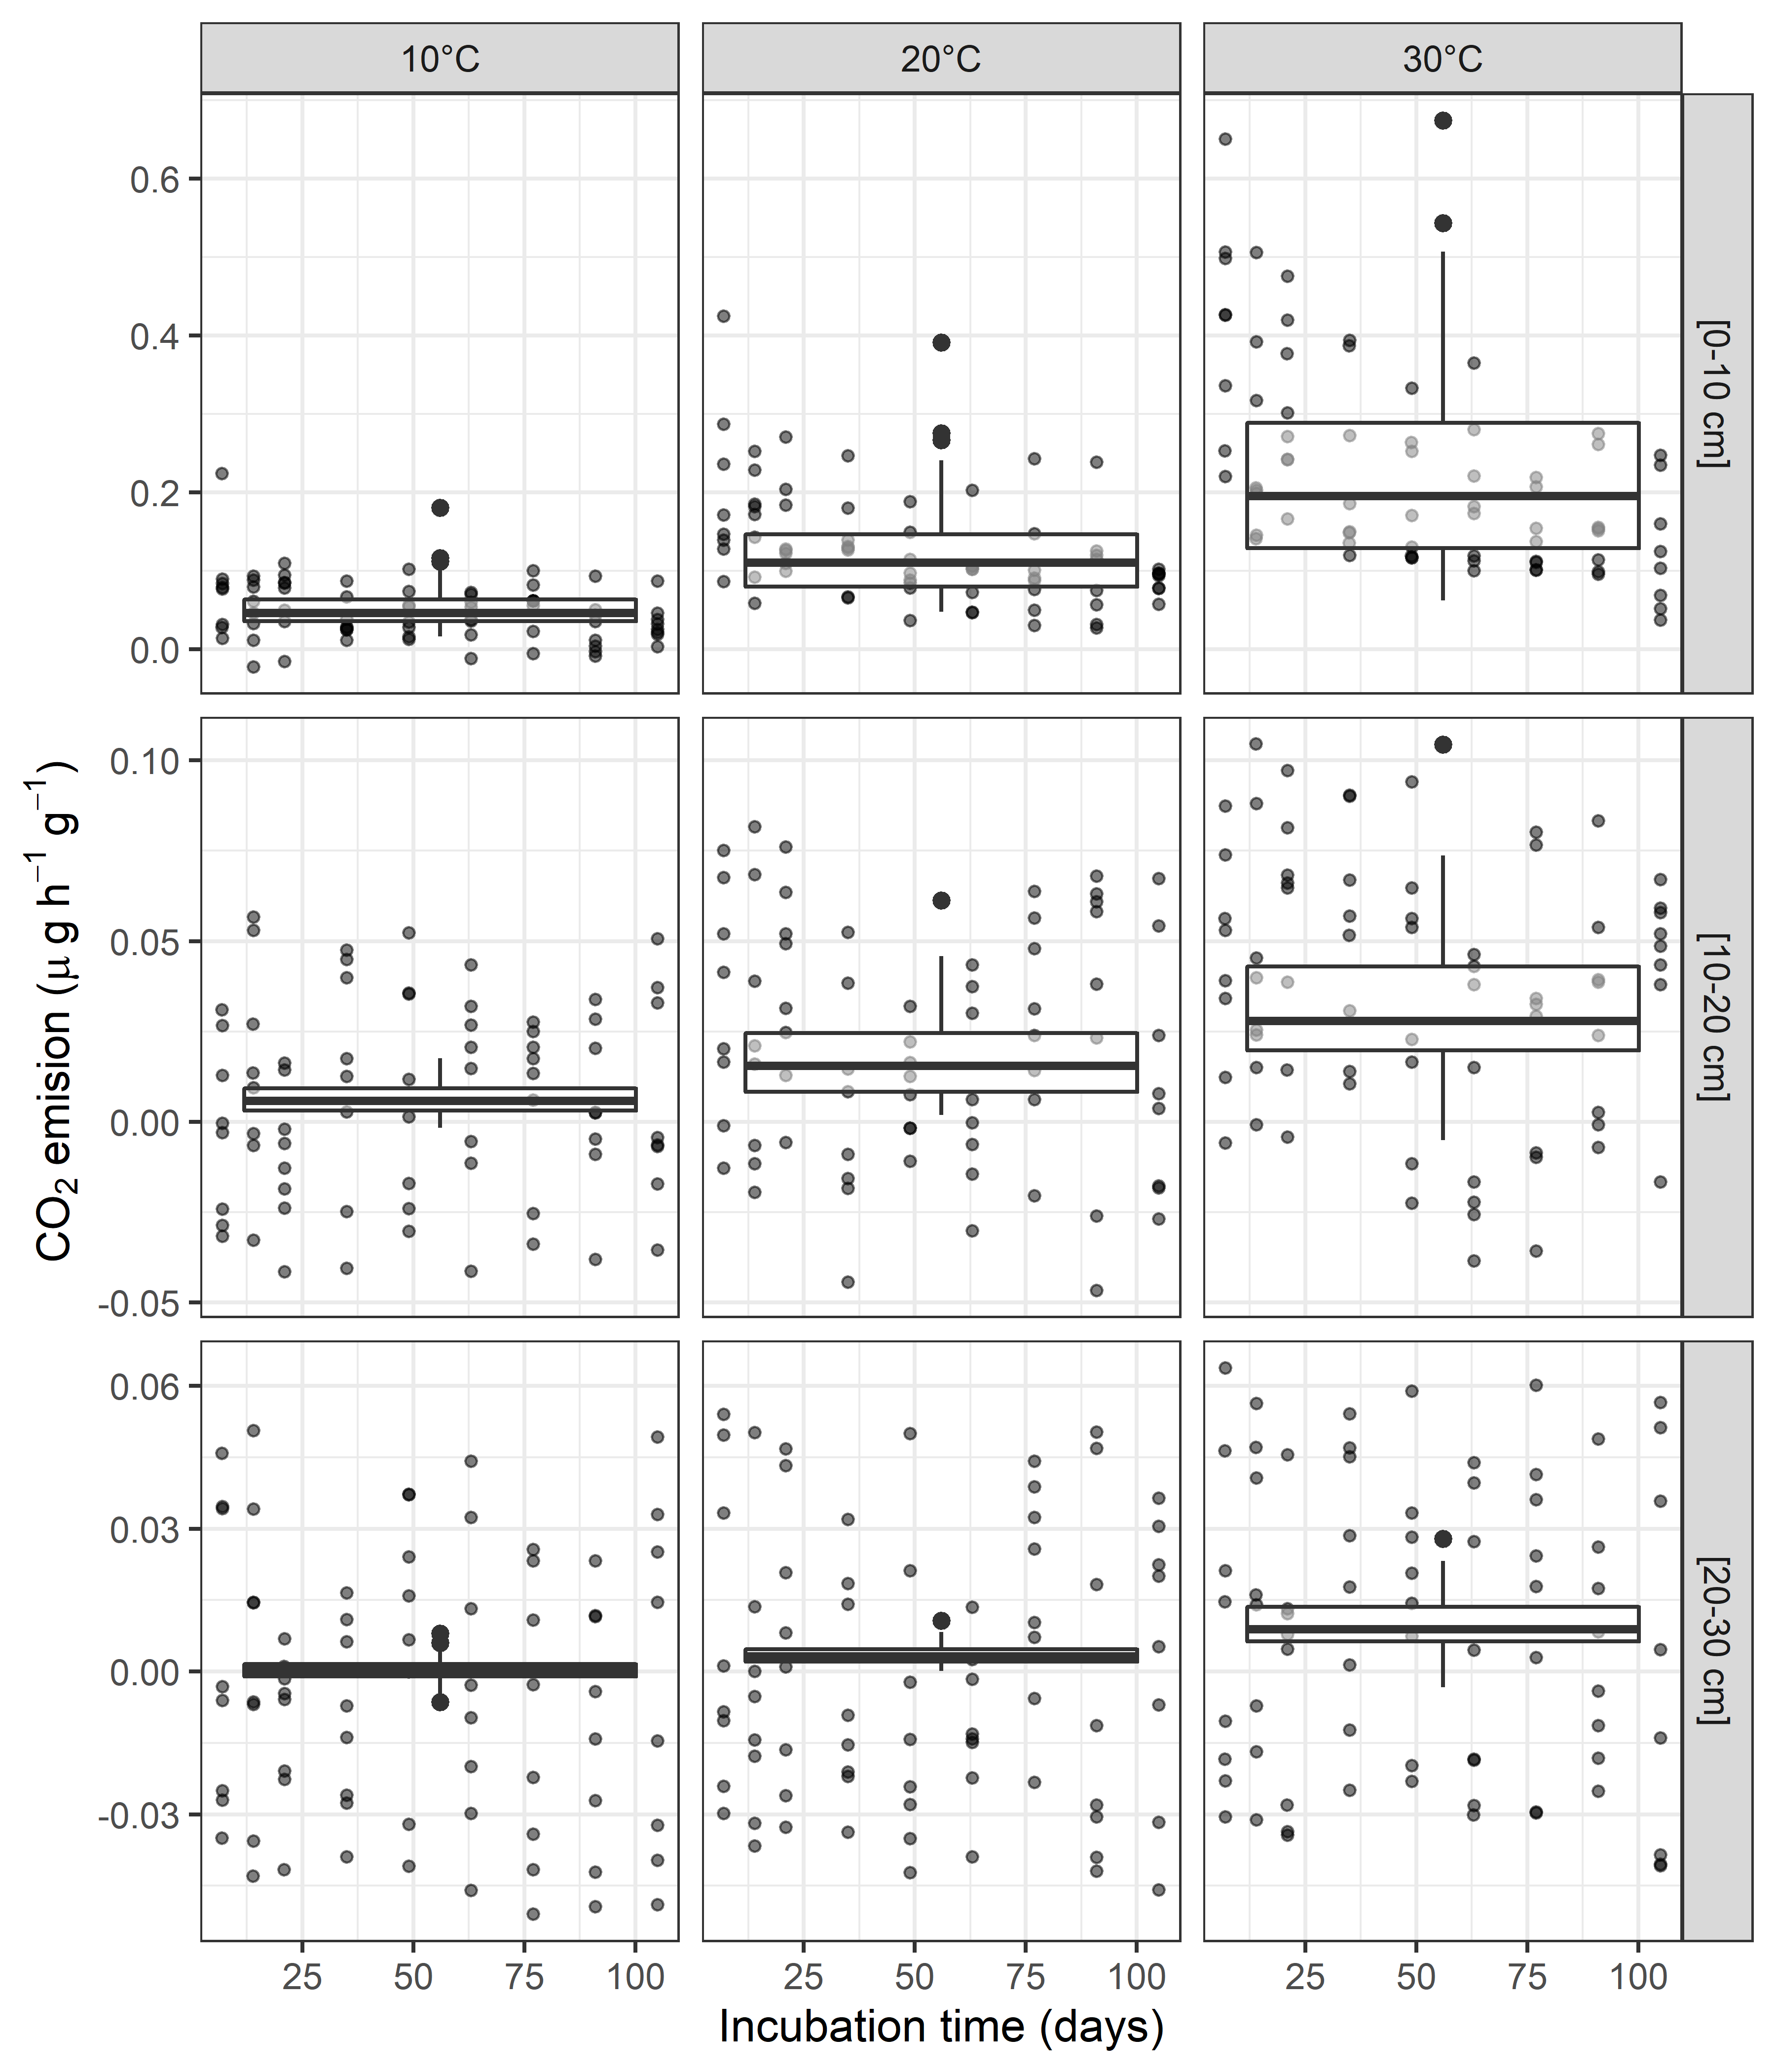 10°C
20°C
30°C
0.6
0.4
0.2
0.0
[0-10 cm]
0.10
0.05
0.00
-0.05
[10-20 cm]
0.06
0.03
0.00
-0.03
[20-30 cm]
CO₂ emision (μ g h⁻¹ g⁻¹)
25 50 75 100 25 50 75 100 25 50 75 100
Incubation time (days)